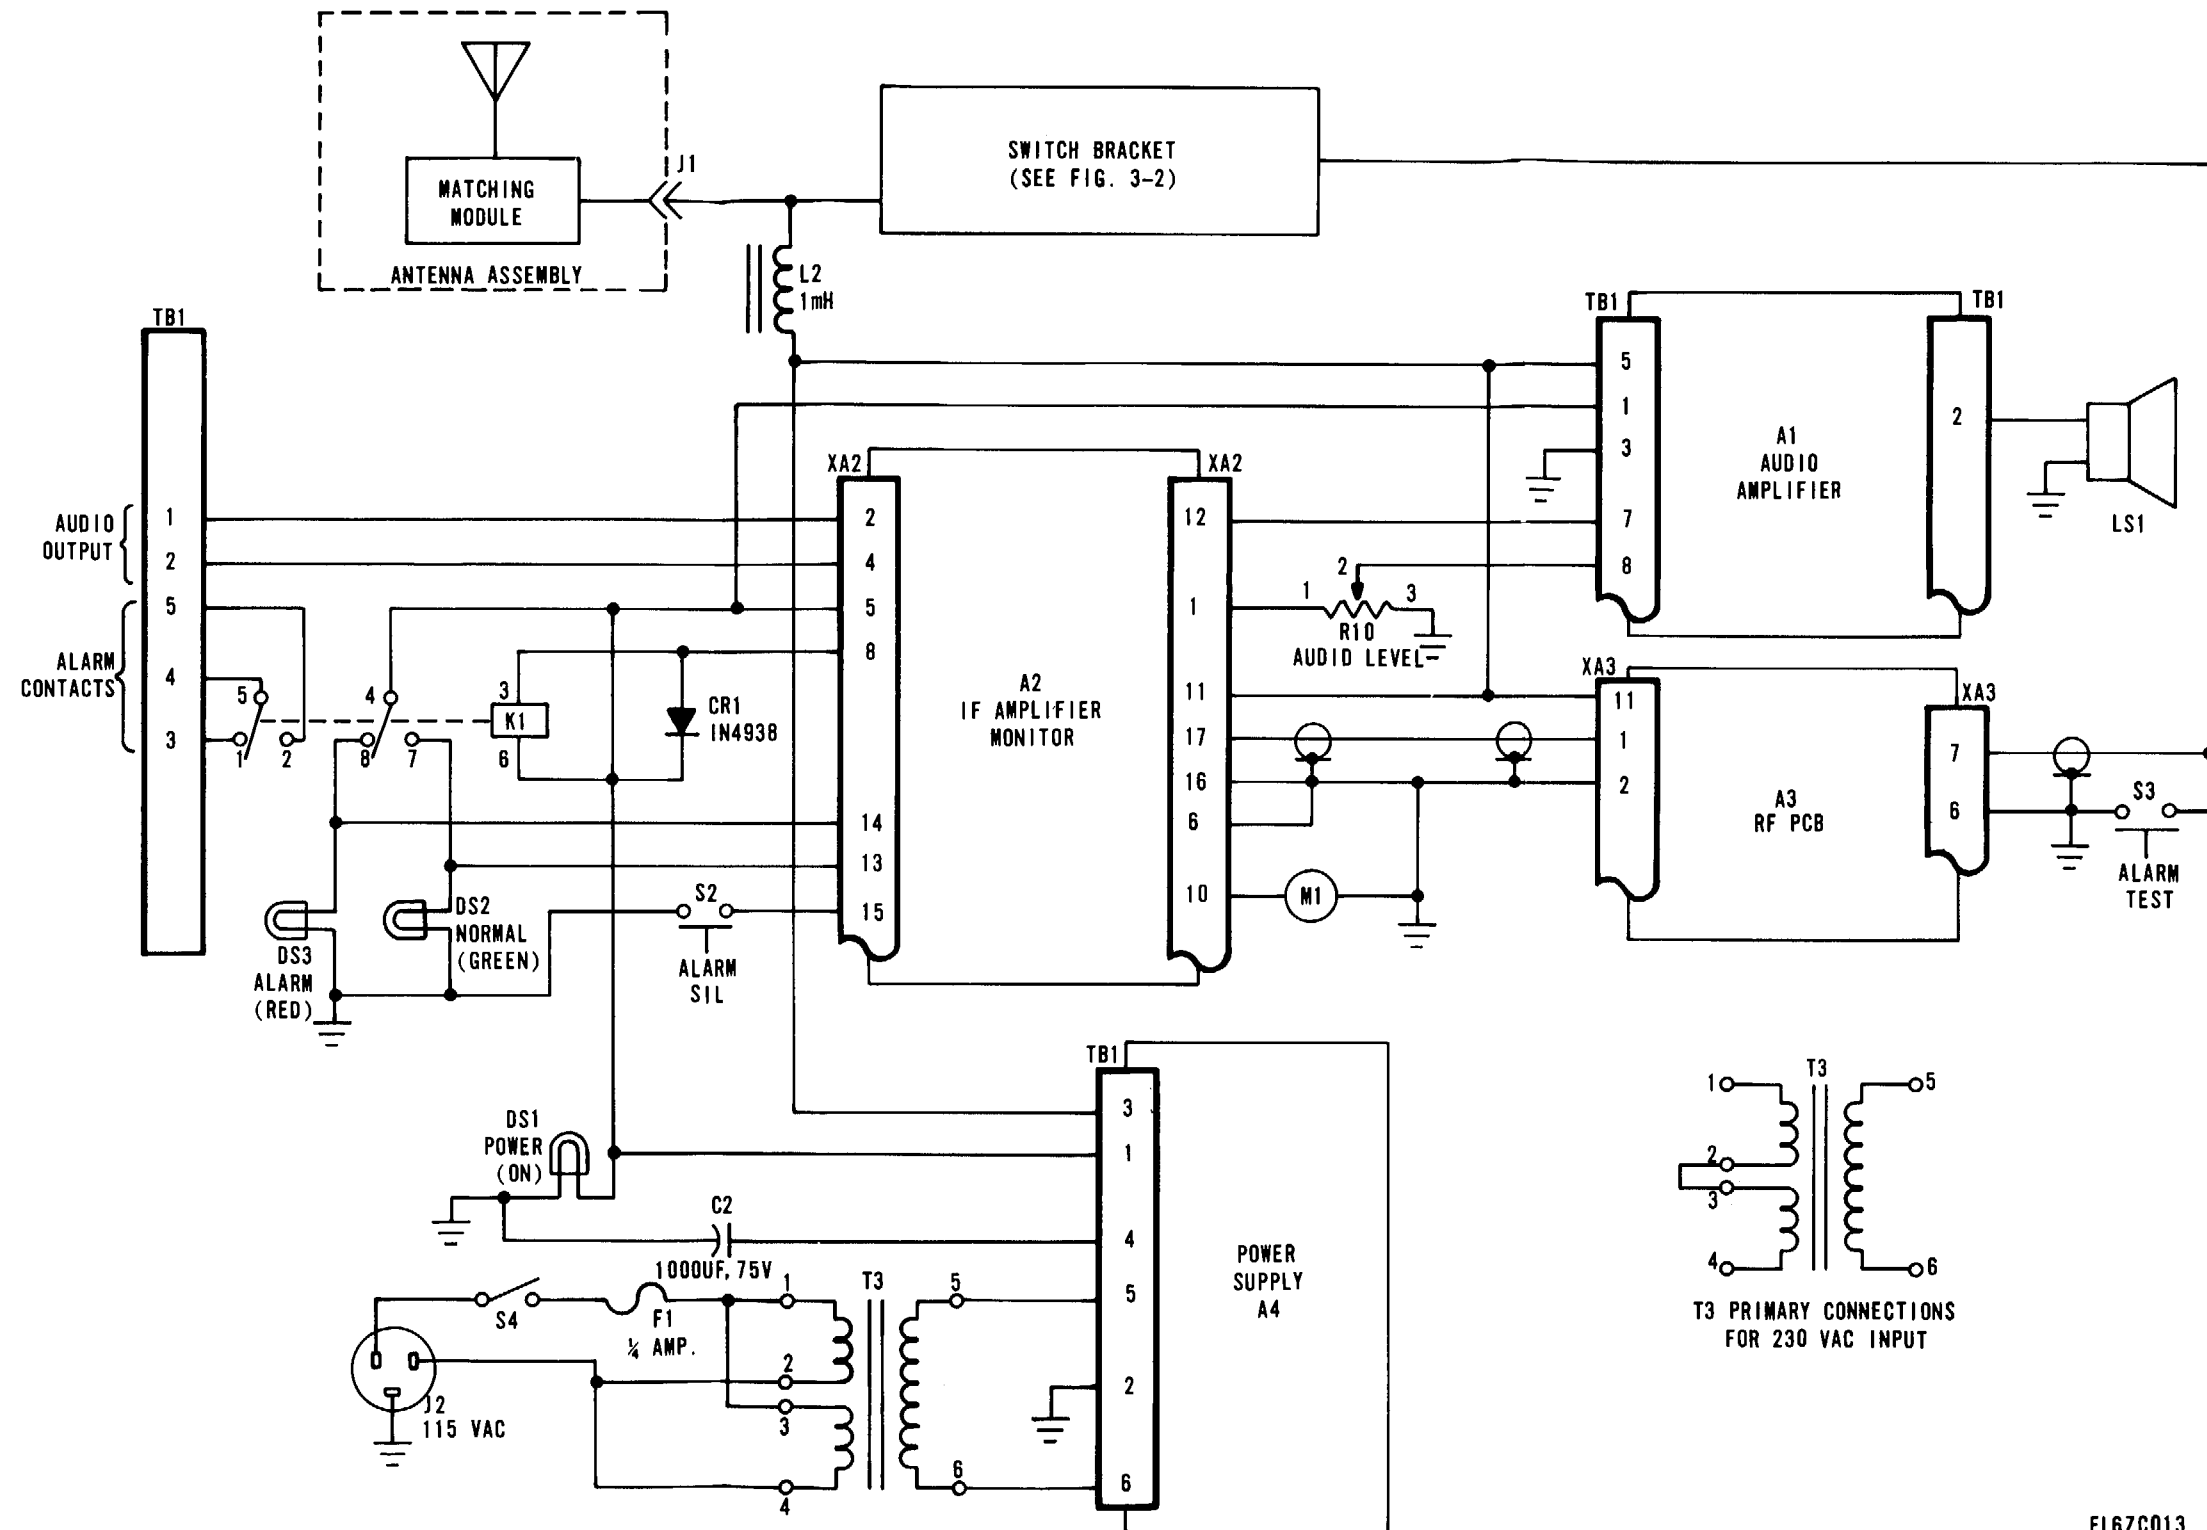 J1
MATCHING
MODULE
ANTENNA ASSEMBLY
SWITCH BRACKET
(SEE FIG. 3-2)
L2
1mH
TB1
AUDIO
OUTPUT
1
2
ALARM
CONTACTS
5
4
3
5
1
2
4
8
7
3
K1
6
CR1
IN4938
DS3
ALARM
(RED)
DS2
NORMAL
(GREEN)
S2
ALARM
SIL
XA2
2
4
5
8
14
13
15
A2
IF AMPLIFIER
MONITOR
XA2
12
1
11
17
16
6
10
1
2
3
R10
AUDIO LEVEL
M1
TB1
5
1
3
7
8
A1
AUDIO
AMPLIFIER
TB1
2
LS1
XA3
11
1
2
A3
RF PCB
XA3
7
6
S3
ALARM
TEST
DS1
POWER
(ON)
C2
1000UF, 75V
S4
F1
¼ AMP.
J2
115 VAC
1
2
3
4
T3
5
6
TB1
3
1
4
5
2
6
POWER
SUPPLY
A4
T3
1
2
3
4
5
6
T3 PRIMARY CONNECTIONS
FOR 230 VAC INPUT
EL6ZC013